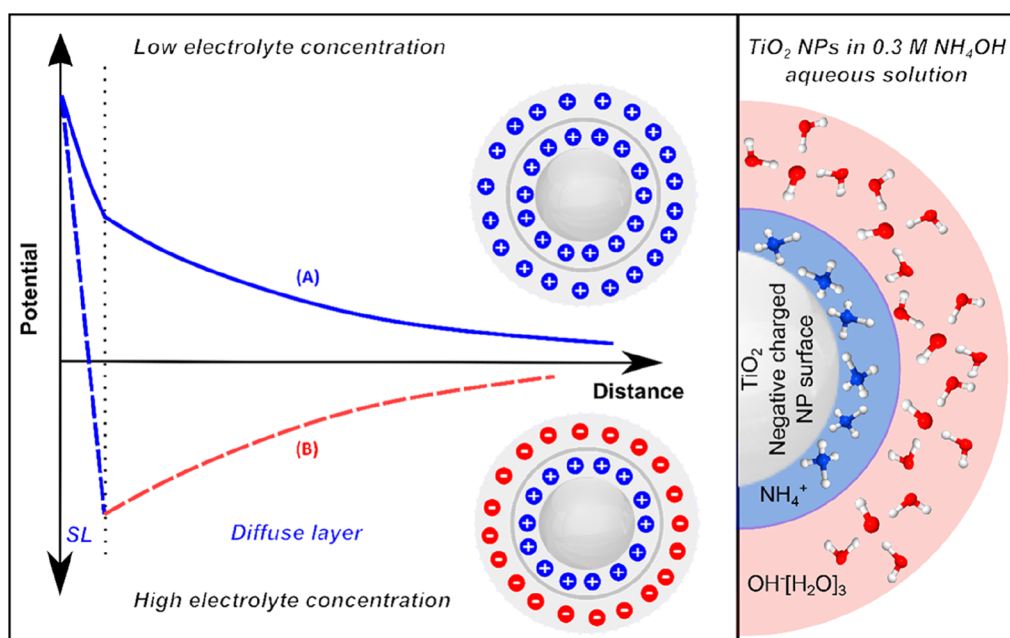 Low electrolyte concentration
Potential
(A)
Distance
(B)
SL
Diffuse layer
High electrolyte concentration
TiO₂ NPs in 0.3 M NH₄OH
aqueous solution
TiO₂
Negative charged
NP surface
NH₄⁺
OH⁻[H₂O]₃